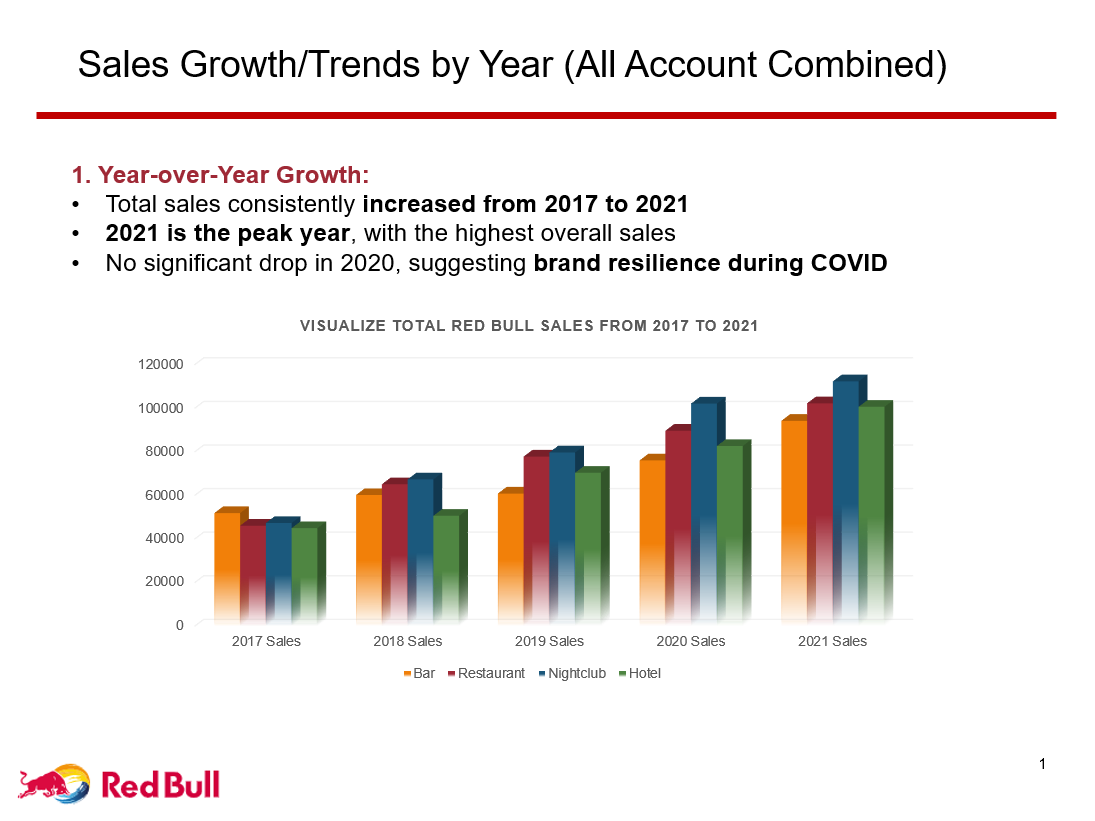 Sales Growth/Trends by Year (All Account Combined)
1. Year-over-Year Growth:
• Total sales consistently increased from 2017 to 2021
• 2021 is the peak year, with the highest overall sales
• No significant drop in 2020, suggesting brand resilience during COVID
VISUALIZE TOTAL RED BULL SALES FROM 2017 TO 2021
120000
100000
80000
60000
40000
20000
0
2017 Sales 2018 Sales 2019 Sales 2020 Sales 2021 Sales
Bar Restaurant Nightclub Hotel
1
Red Bull